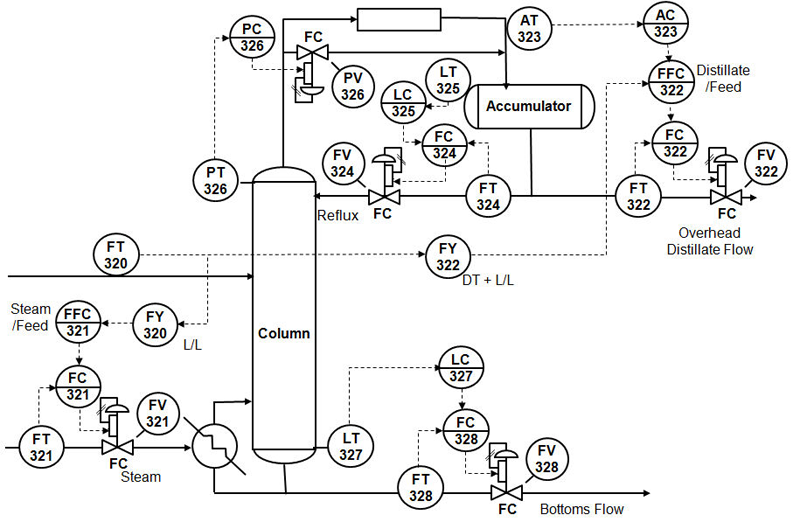 PC
326
FC
PV
326
AT
323
AC
323
LT
325
LC
325
Accumulator
FFC
322
Distillate
/Feed
FC
324
FC
322
PT
326
FV
324
FC
FT
324
FT
322
FV
322
FC
Reflux
Overhead
Distillate Flow
FT
320
FY
322
DT + L/L
Steam
/Feed
FFC
321
FY
320
L/L
Column
FC
321
FV
321
LC
327
FT
321
FC
Steam
LT
327
FC
328
FV
328
FT
328
FC
Bottoms Flow